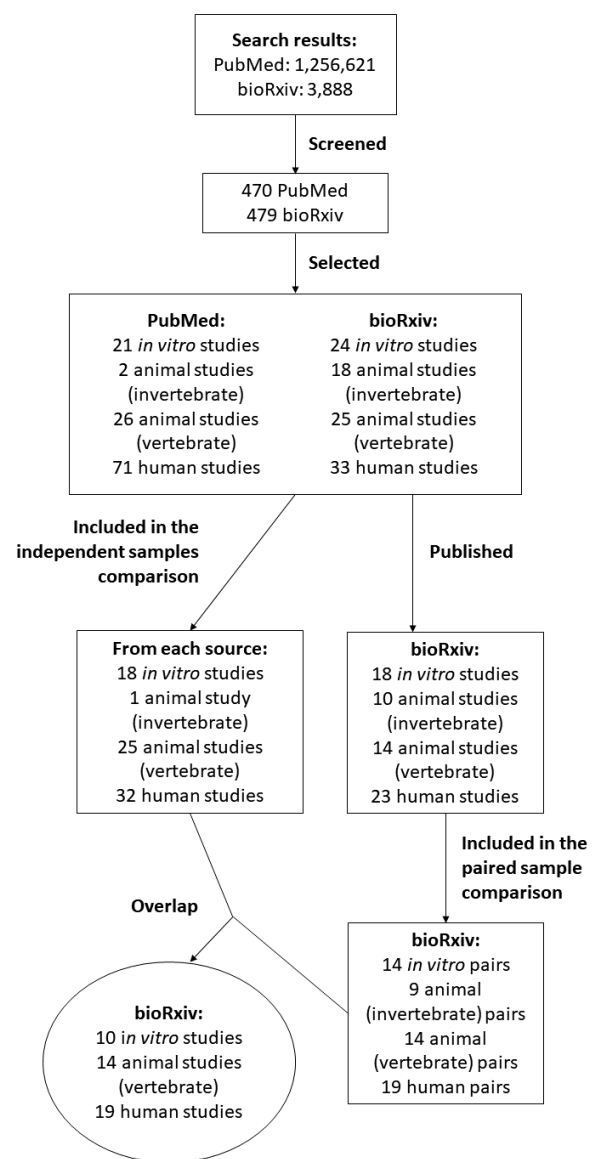 Search results:
PubMed: 1,256,621
bioRxiv: 3,888
Screened
470 PubMed
479 bioRxiv
Selected
PubMed:
21 in vitro studies
2 animal studies
(invertebrate)
26 animal studies
(vertebrate)
71 human studies
bioRxiv:
24 in vitro studies
18 animal studies
(invertebrate)
25 animal studies
(vertebrate)
33 human studies
Included in the
independent samples
comparison
Published
From each source:
18 in vitro studies
1 animal study
(invertebrate)
25 animal studies
(vertebrate)
32 human studies
bioRxiv:
18 in vitro studies
10 animal studies
(invertebrate)
14 animal studies
(vertebrate)
23 human studies
Included in the
paired sample
comparison
Overlap
bioRxiv:
14 in vitro pairs
9 animal
(invertebrate) pairs
14 animal
(vertebrate) pairs
19 human pairs
bioRxiv:
10 in vitro studies
14 animal studies
(vertebrate)
19 human studies